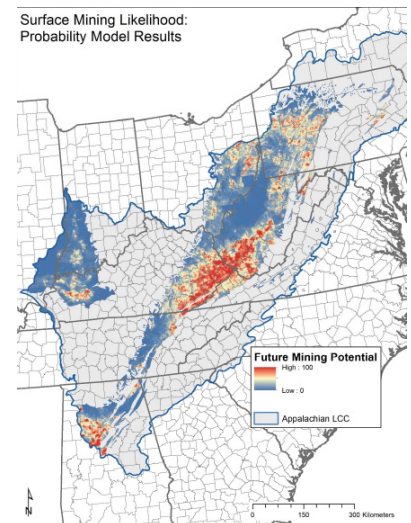 Surface Mining Likelihood:
Probability Model Results
Future Mining Potential
High : 100
Low : 0
Appalachian LCC
N
0 150 300 Kilometers